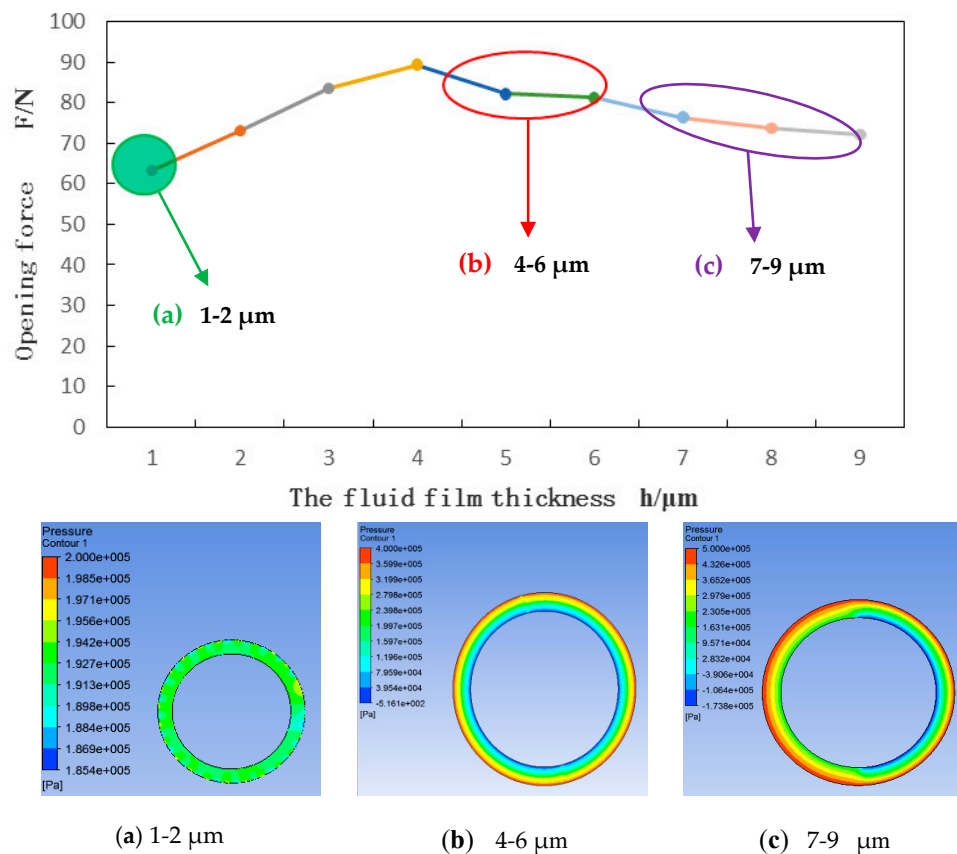 100
90
80
70
60
50
40
30
20
10
0
Opening force F/N
(a) 1-2 μm
(b) 4-6 μm
(c) 7-9 μm
1 2 3 4 5 6 7 8 9
The fluid film thickness h/μm
Pressure
Contour 1
2.000e+005
1.985e+005
1.971e+005
1.956e+005
1.942e+005
1.927e+005
1.913e+005
1.898e+005
1.884e+005
1.869e+005
1.854e+005
[Pa]
Pressure
Contour 1
4.000e+005
3.599e+005
3.199e+005
2.798e+005
2.398e+005
1.997e+005
1.597e+005
1.196e+005
7.959e+004
3.954e+004
-5.161e+002
[Pa]
Pressure
Contour 1
5.000e+005
4.326e+005
3.652e+005
2.979e+005
2.305e+005
1.631e+005
9.571e+004
2.832e+004
-3.906e+004
-1.064e+005
-1.738e+005
[Pa]
(a) 1-2 μm
(b) 4-6 μm
(c) 7-9 μm